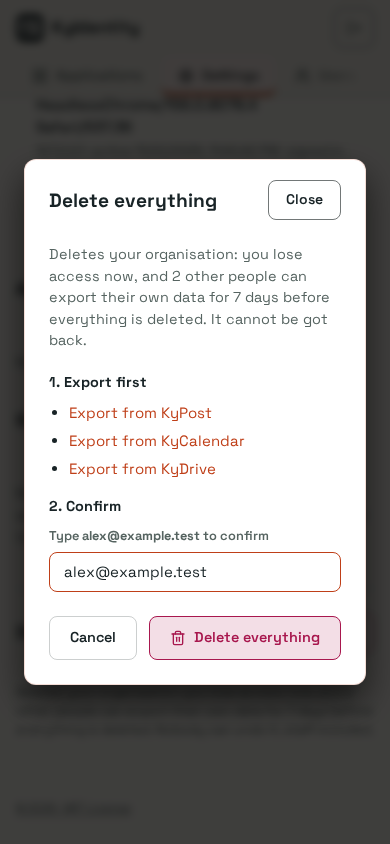 Delete everything
Close
Deletes your organisation: you lose
access now, and 2 other people can
export their own data for 7 days before
everything is deleted. It cannot be got
back.
1. Export first
• Export from KyPost
• Export from KyCalendar
• Export from KyDrive
2. Confirm
Type alex@example.test to confirm
alex@example.test
Cancel
Delete everything